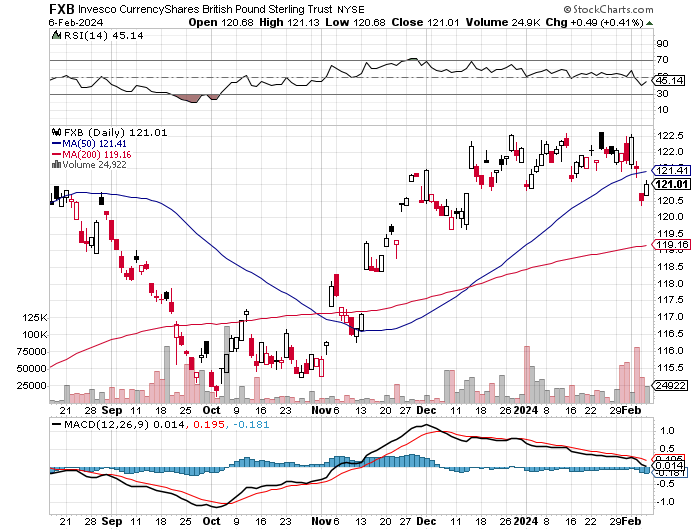 FXB Invesco CurrencyShares British Pound Sterling Trust NYSE © StockCharts.com
6-Feb-2024 Open 120.68 High 121.13 Low 120.68 Close 121.01 Volume 24.9K Chg +0.49 (+0.41%)
RSI(14) 45.14
90
70
50
45.14
30
10
FXB (Daily) 121.01
MA(50) 121.41
MA(200) 119.16
Volume 24,922
122.5
122.0
121.5
121.41
121.01
120.5
120.0
119.5
119.16
118.5
118.0
117.5
117.0
116.5
116.0
115.5
125K
100K
75000
50000
25000
24922
21 28 Sep 11 18 25 Oct 9 16 23 Nov 6 13 20 27 Dec 11 18 26 2024 8 16 22 29 Feb
MACD(12,26,9) 0.014, 0.195, -0.181
1.0
0.5
0.195
0.014
-0.181
-0.5
-1.0
21 28 Sep 11 18 25 Oct 9 16 23 Nov 6 13 20 27 Dec 11 18 26 2024 8 16 22 29 Feb